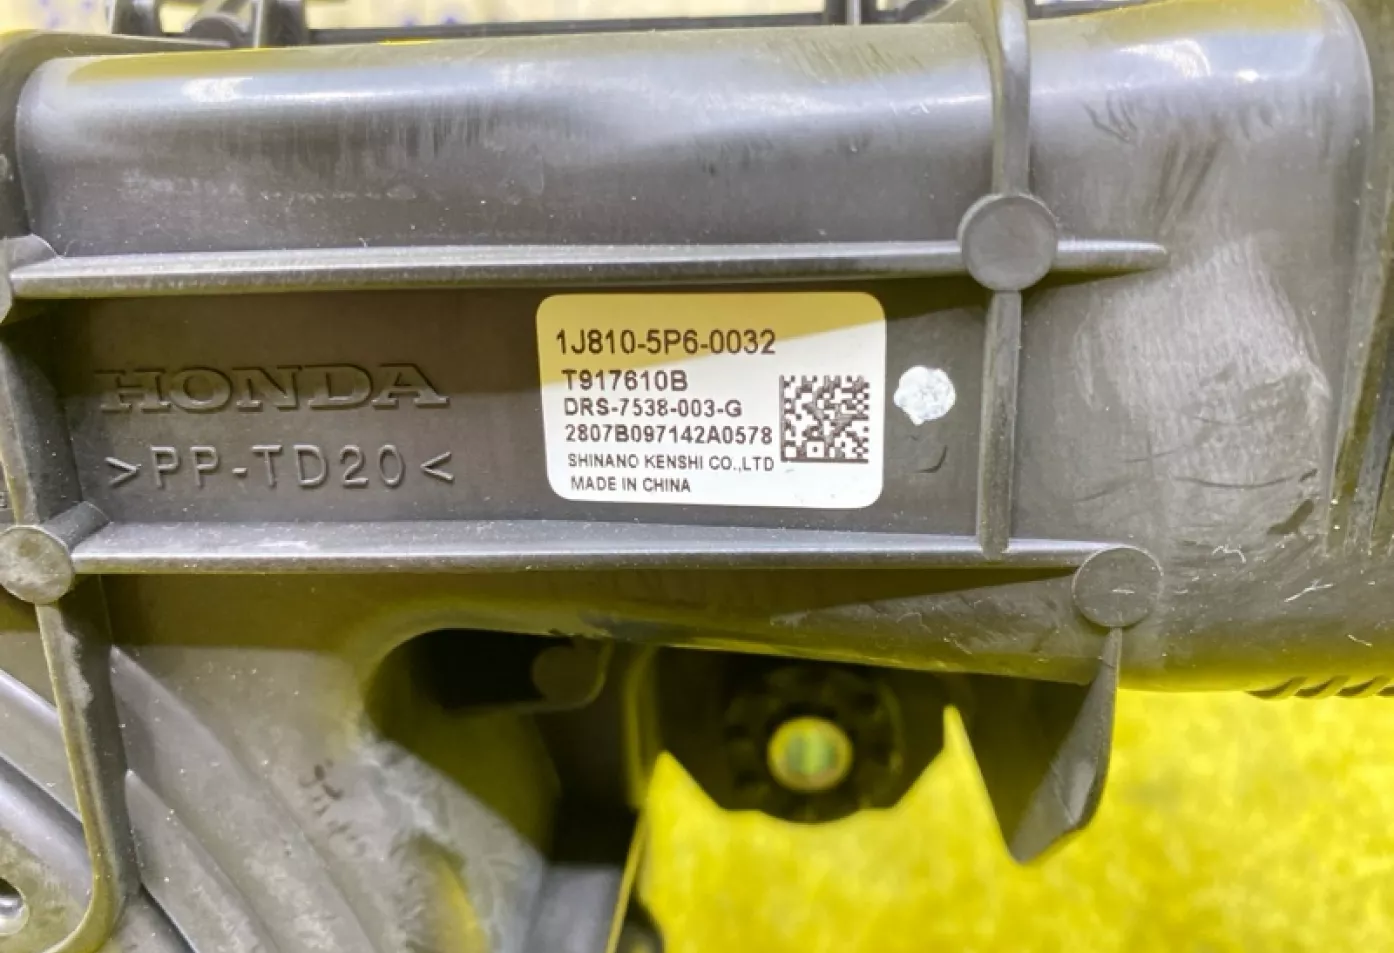 HONDA
>PP-TD20<
1J810-5P6-0032
T917610B
DRS-7538-003-G
2807B097142A0578
SHINANO KENSHI CO.,LTD
MADE IN CHINA